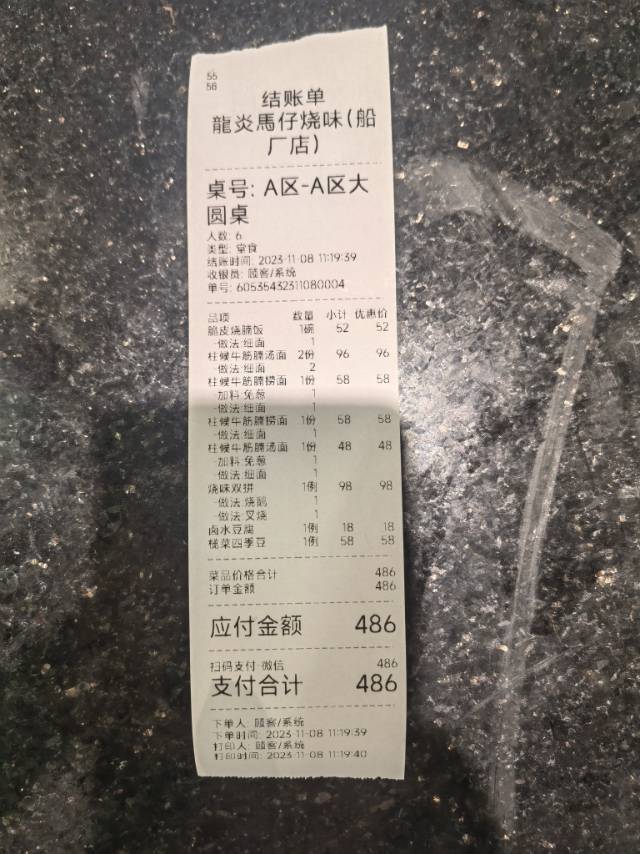 55
56
结账单
龍炎馬仔烧味(船
厂店)
桌号: A区-A区大
圆桌
人数: 6
类型: 堂食
结账时间: 2023-11-08 11:19:39
收银员: 顾客/系统
单号: 60535432311080004
品项 数量 小计 优惠价
脆皮烧腩饭 1碗 52 52
-做法:细面 1
柱候牛筋腩汤面 2份 96 96
-做法:细面 2
柱候牛筋腩捞面 1份 58 58
-加料:免葱 1
-做法:细面 1
柱候牛筋腩捞面 1份 58 58
-做法:细面 1
柱候牛筋腩汤面 1份 48 48
-加料:免葱 1
-做法:细面 1
烧味双拼 1例 98 98
-做法:烧鹅 1
-做法:叉烧 1
卤水豆腐 1例 18 18
榄菜四季豆 1例 58 58
菜品价格合计 486
订单金额 486
应付金额 486
扫码支付-微信 486
支付合计 486
下单人: 顾客/系统
下单时间: 2023-11-08 11:19:39
打印人: 顾客/系统
打印时间: 2023-11-08 11:19:40